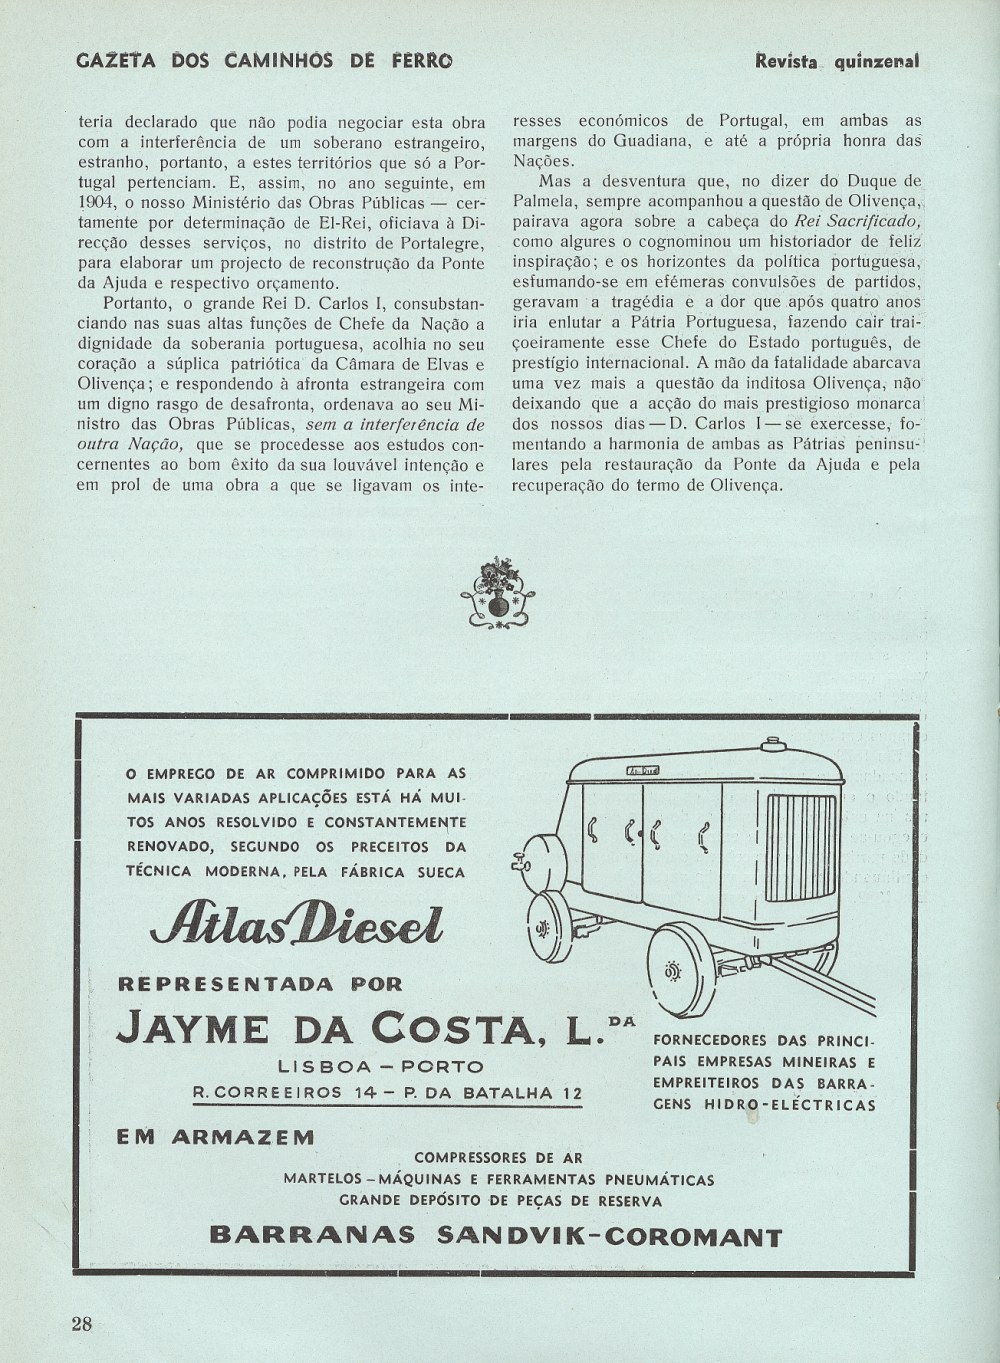 GAZETA DOS CAMINHOS DE FERRO
Revista quinzenal
teria declarado que não podia negociar esta obra
com a interferência de um soberano estrangeiro,
estranho, portanto, a estes territórios que só a Por-
tugal pertenciam. E, assim, no ano seguinte, em
1904, o nosso Ministério das Obras Públicas — cer-
tamente por determinação de El-Rei, oficiava à Di-
recção desses serviços, no distrito de Portalegre,
para elaborar um projecto de reconstrução da Ponte
da Ajuda e respectivo orçamento.
Portanto, o grande Rei D. Carlos I, consubstan-
ciando nas suas altas funções de Chefe da Nação a
dignidade da soberania portuguesa, acolhia no seu
coração a súplica patriótica da Câmara de Elvas e
Olivença; e respondendo à afronta estrangeira com
um digno rasgo de desafronta, ordenava ao seu Mi-
nistro das Obras Públicas, sem a interferência de
outra Nação, que se procedesse aos estudos con-
cernentes ao bom êxito da sua louvável intenção e
em prol de uma obra a que se ligavam os inte-
resses económicos de Portugal, em ambas as
margens do Guadiana, e até a própria honra das
Nações.
Mas a desventura que, no dizer do Duque de
Palmela, sempre acompanhou a questão de Olivença,
pairava agora sobre a cabeça do Rei Sacrificado,
como algures o cognominou um historiador de feliz
inspiração; e os horizontes da política portuguesa,
esfumando-se em efémeras convulsões de partidos,
geravam a tragédia e a dor que após quatro anos
iria enlutar a Pátria Portuguesa, fazendo cair trai-
çoeiramente esse Chefe do Estado português, de
prestígio internacional. A mão da fatalidade abarcava
uma vez mais a questão da inditosa Olivença, não
deixando que a acção do mais prestigioso monarca
dos nossos dias — D. Carlos I — se exercesse, fo-
mentando a harmonia de ambas as Pátrias peninsu-
lares pela restauração da Ponte da Ajuda e pela
recuperação do termo de Olivença.
O EMPREGO DE AR COMPRIMIDO PARA AS
MAIS VARIADAS APLICAÇÕES ESTÁ HÁ MUI-
TOS ANOS RESOLVIDO E CONSTANTEMENTE
RENOVADO, SEGUNDO OS PRECEITOS DA
TÉCNICA MODERNA, PELA FÁBRICA SUECA
Atlas Diesel
REPRESENTADA POR
JAYME DA COSTA, L.DA
LISBOA — PORTO
R. CORREEIROS 14 — P. DA BATALHA 12
FORNECEDORES DAS PRINCI-
PAIS EMPRESAS MINEIRAS E
EMPREITEIROS DAS BARRA-
GENS HIDRO-ELÉCTRICAS
EM ARMAZEM
COMPRESSORES DE AR
MARTELOS — MÁQUINAS E FERRAMENTAS PNEUMÁTICAS
GRANDE DEPÓSITO DE PEÇAS DE RESERVA
BARRANAS SANDVIK-COROMANT
28